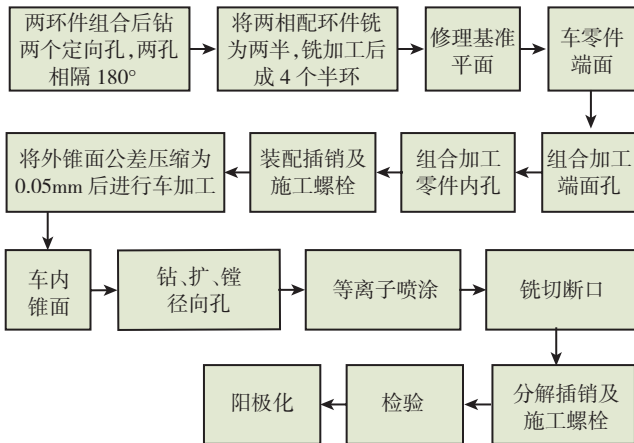 两环件组合后钻
两个定向孔,两孔
相隔 180°
将两相配环件铣
为两半,铣加工后
成 4 个半环
修理基准
平面
车零件
端面
组合加工
端面孔
组合加工
零件内孔
装配插销及
施工螺栓
将外锥面公差压缩为
0.05mm 后进行车加工
车内
锥面
钻、扩、镗
径向孔
等离子喷涂
铣切断口
分解插销及
施工螺栓
检验
阳极化